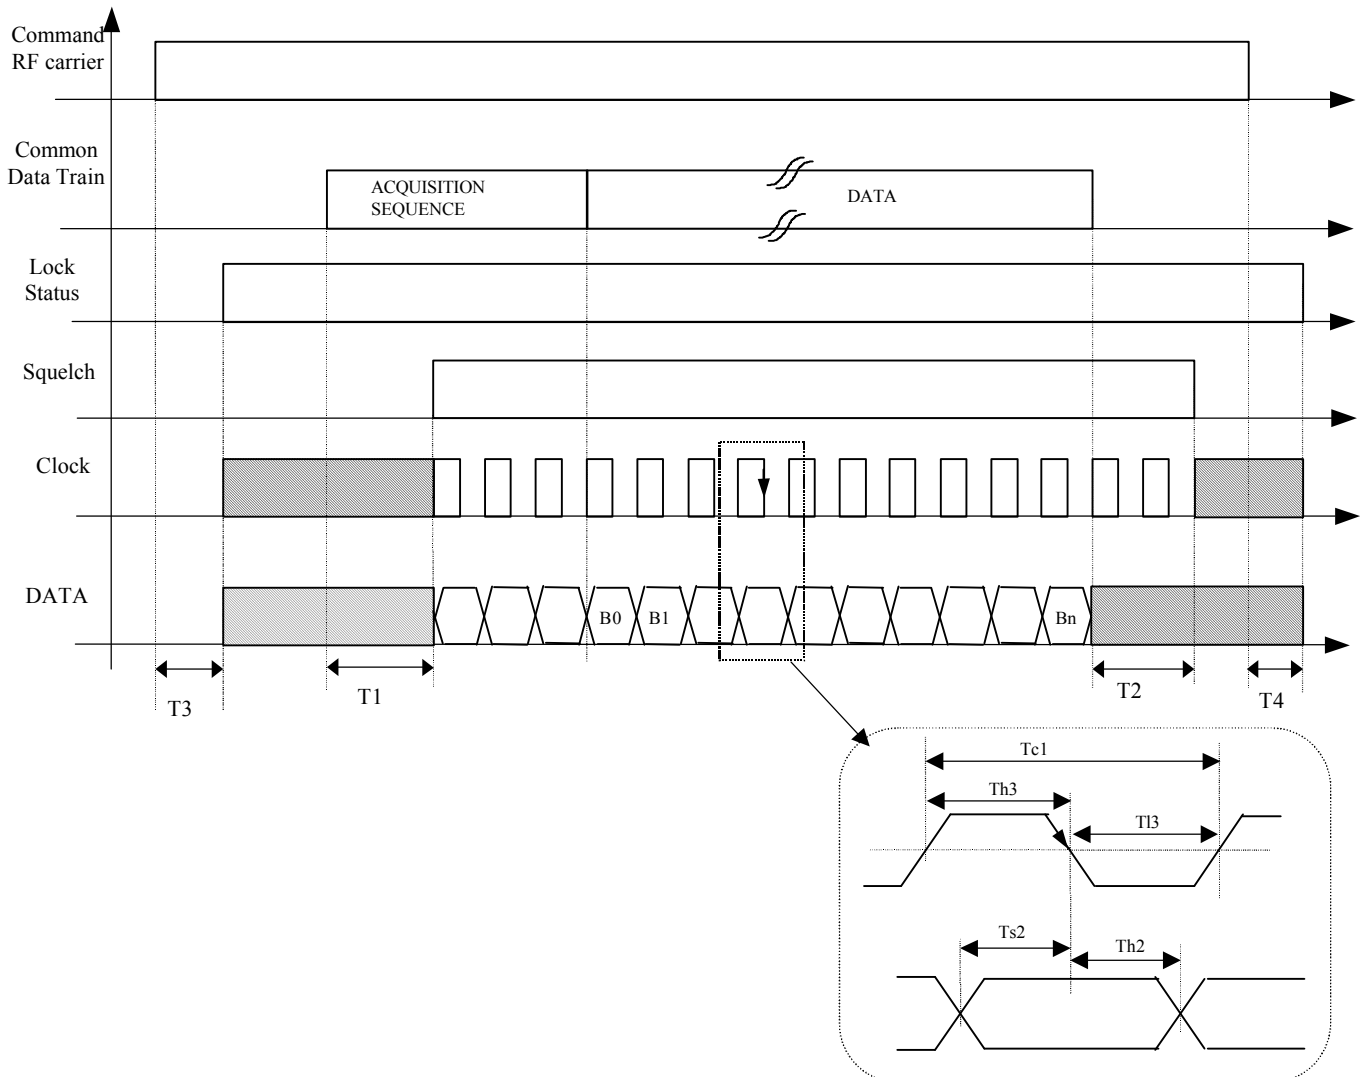 Command
RF carrier
Common
Data Train
ACQUISITION
SEQUENCE
DATA
Lock
Status
Squelch
Clock
DATA
B0
B1
Bn
T3
T1
T2
T4
Tc1
Th3
Tl3
Ts2
Th2